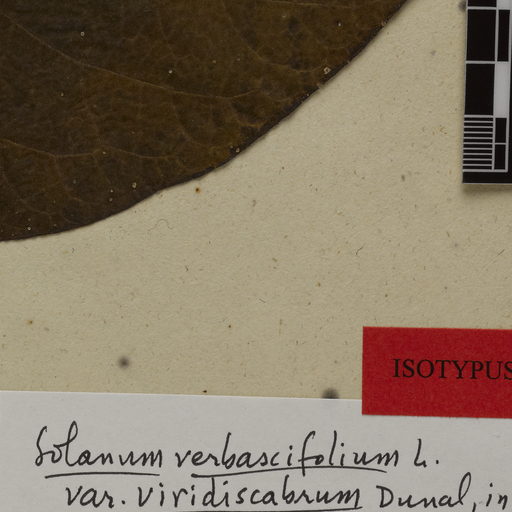 ISOTYPUS
Solanum verbascifolium L.
var. viridiscabrum Dunal, in